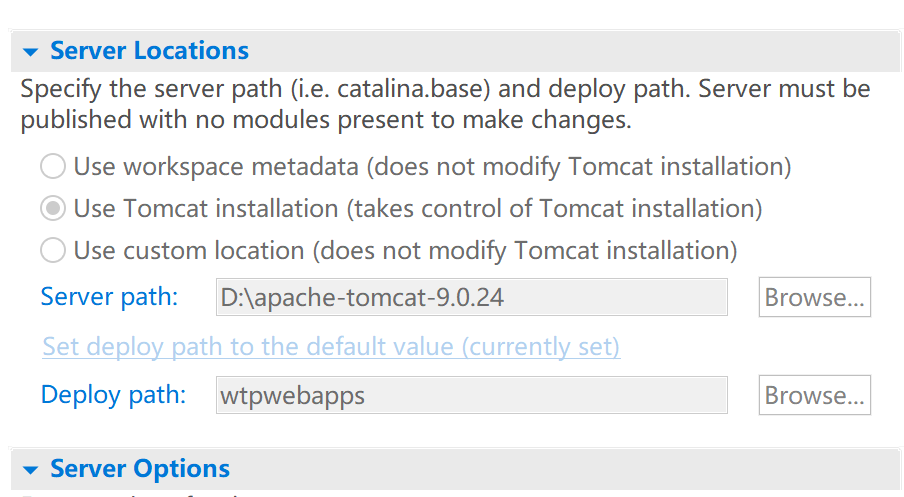 Server Locations
Specify the server path (i.e. catalina.base) and deploy path. Server must be
published with no modules present to make changes.
Use workspace metadata (does not modify Tomcat installation)
Use Tomcat installation (takes control of Tomcat installation)
Use custom location (does not modify Tomcat installation)
Server path: D:\apache-tomcat-9.0.24 Browse...
Set deploy path to the default value (currently set)
Deploy path: wtpwebapps Browse...
Server Options